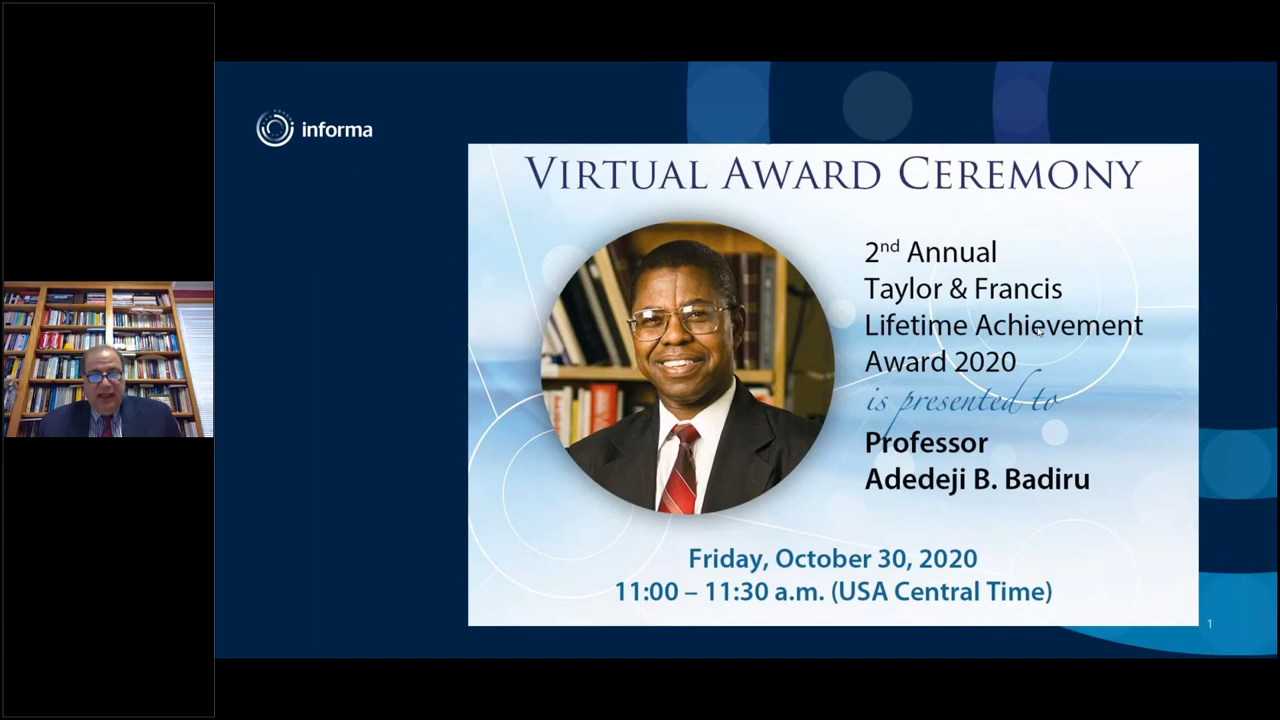 informa
VIRTUAL AWARD CEREMONY
2nd Annual
Taylor & Francis
Lifetime Achievement
Award 2020
is presented to
Professor
Adedeji B. Badiru
Friday, October 30, 2020
11:00 – 11:30 a.m. (USA Central Time)
1